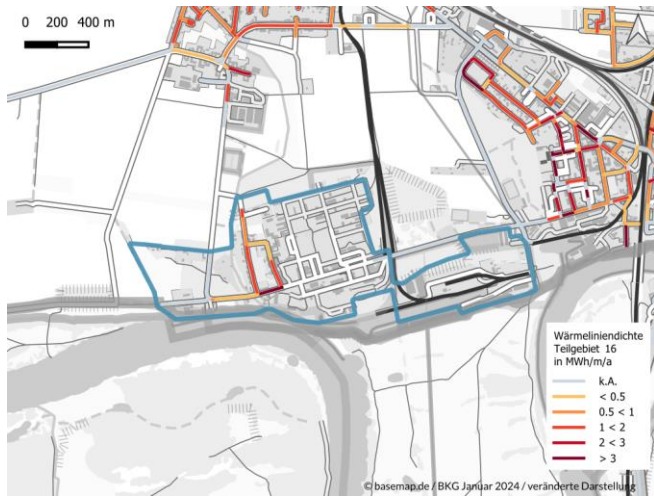 0 200 400 m
Wärmeliniendichte
Teilgebiet 16
in MWh/m/a
k.A.
< 0.5
0.5 < 1
1 < 2
2 < 3
> 3
© basemap.de / BKG Januar 2024 / veränderte Darstellung